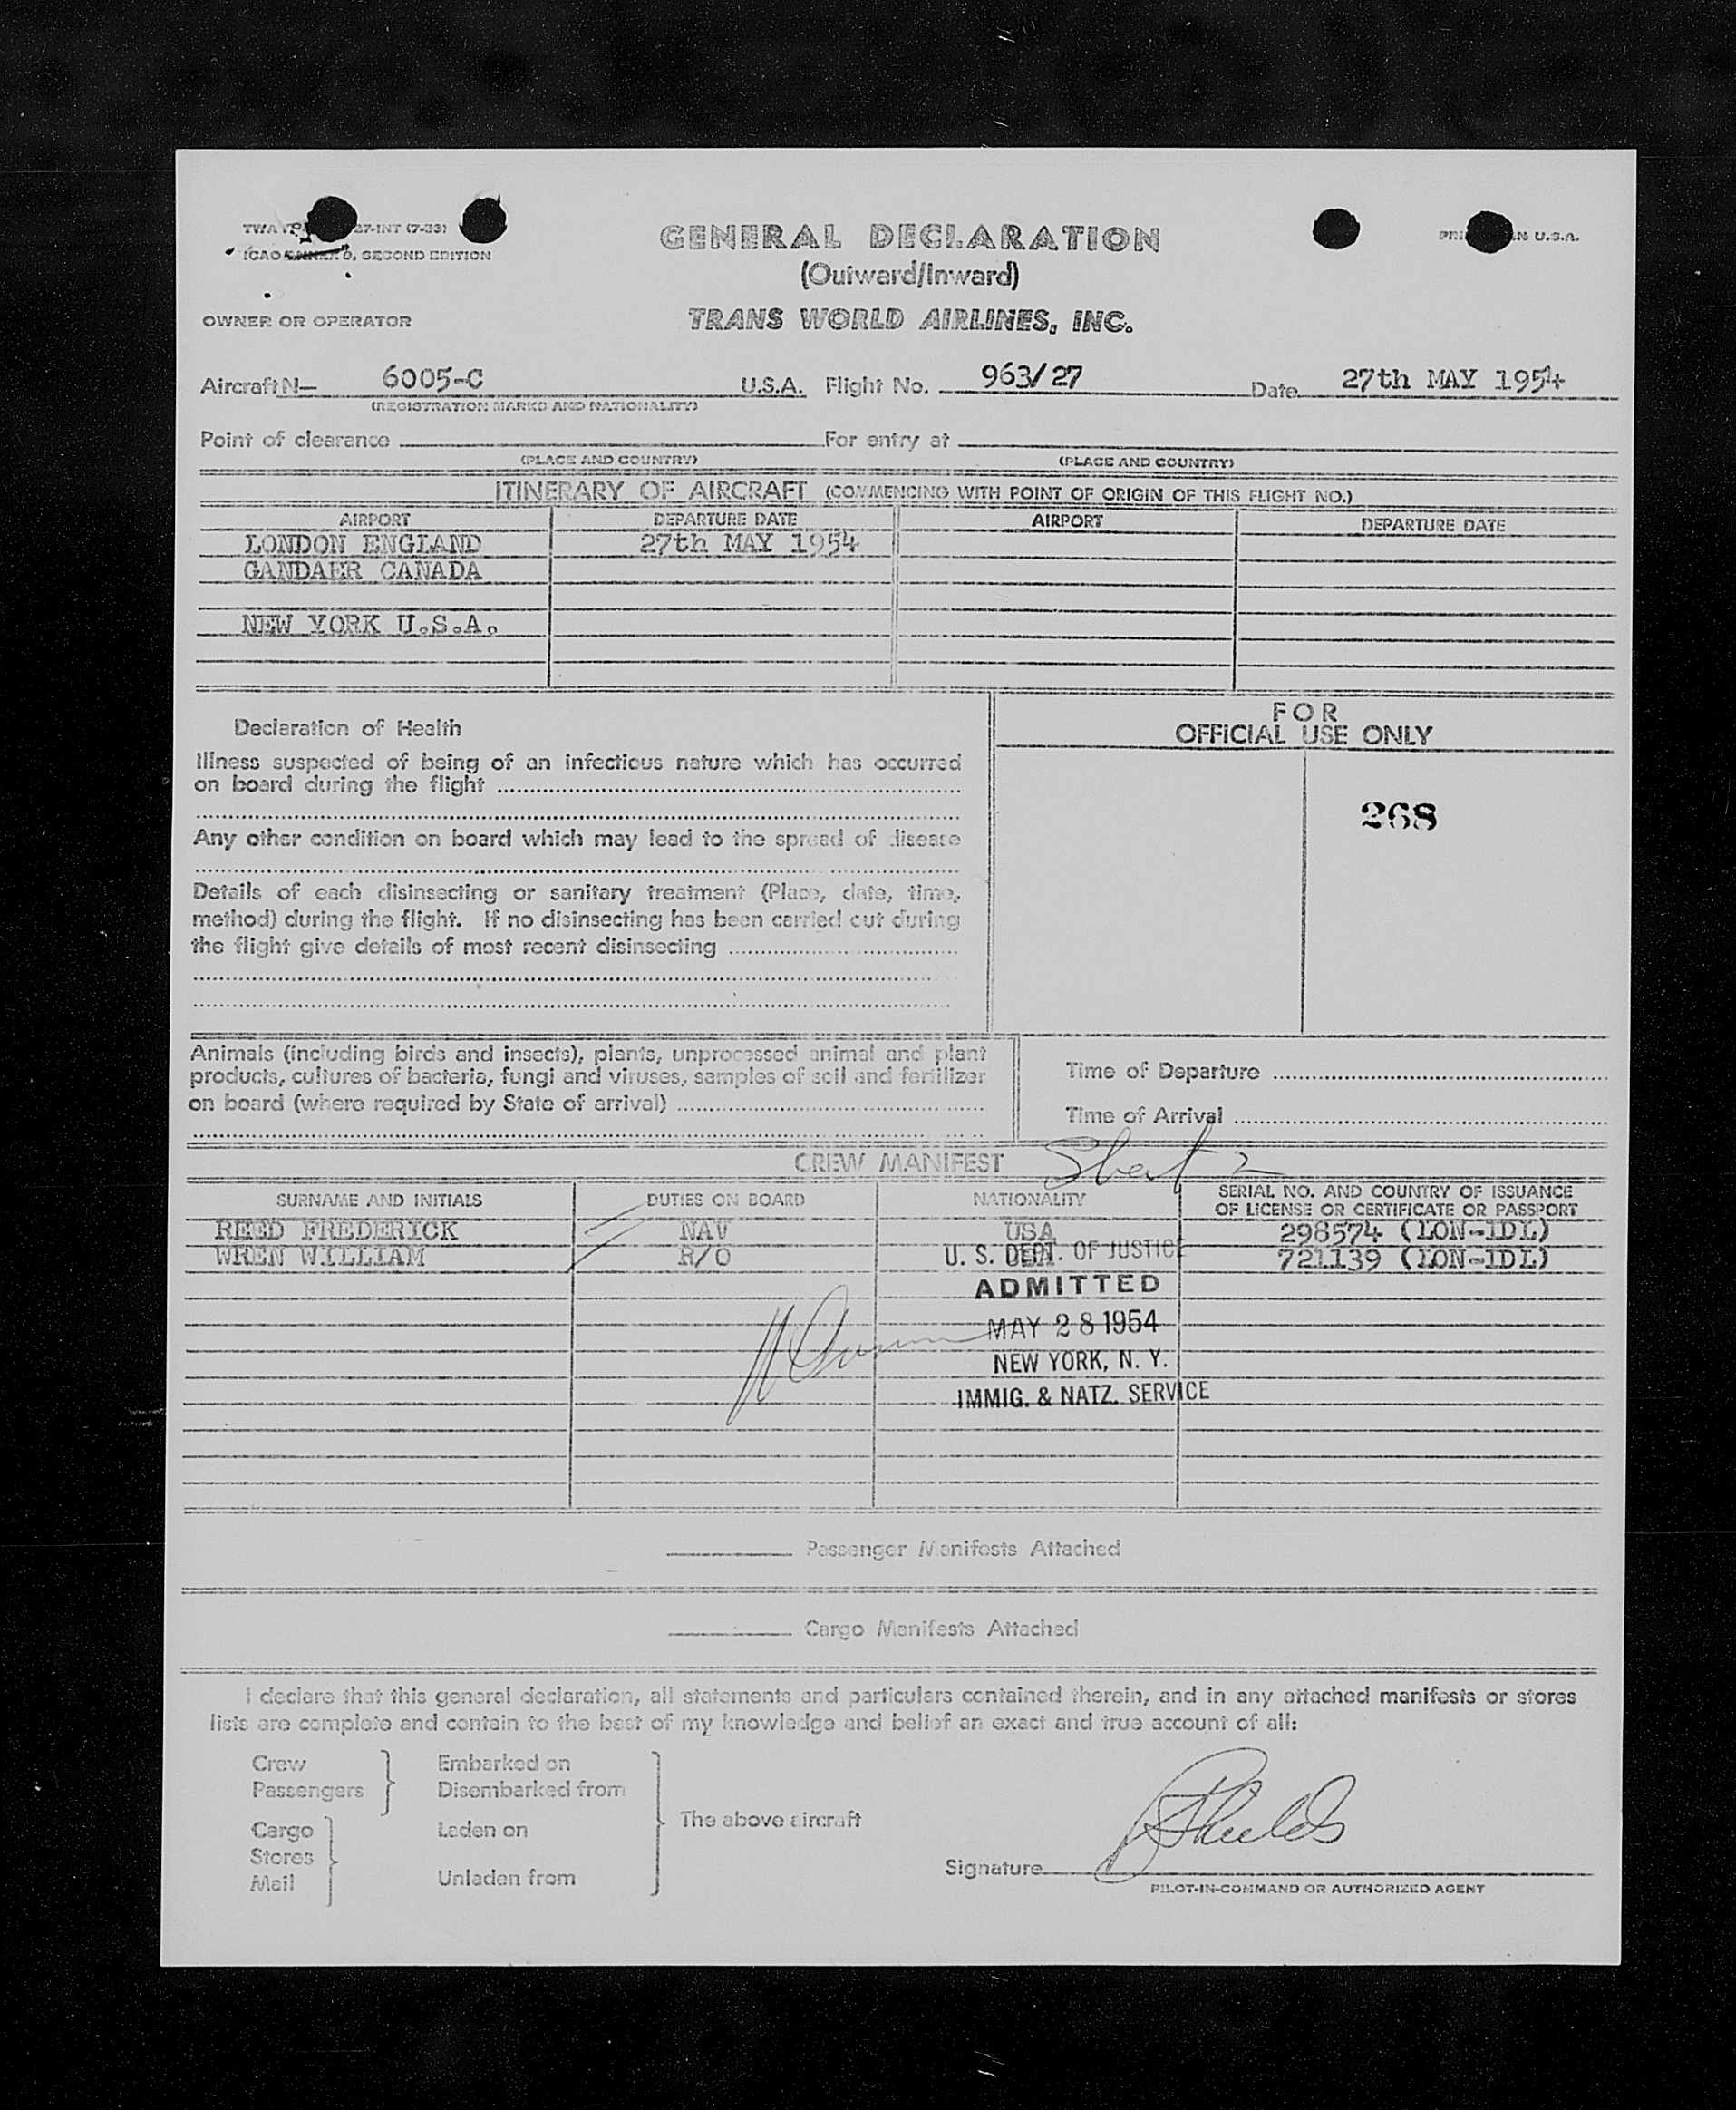 27-INT (7-53)
ICAO ANNEX 9, SECOND EDITION
GENERAL DECLARATION
IN U.S.A.
(Outward/Inward)
OWNER OR OPERATOR
TRANS WORLD AIRLINES, INC.
Aircraft N— 6005-C U.S.A. Flight No. 963/27 Date 27th MAY 1954
(REGISTRATION MARKS AND NATIONALITY)
Point of clearance For entry at
(PLACE AND COUNTRY) (PLACE AND COUNTRY)
ITINERARY OF AIRCRAFT (COMMENCING WITH POINT OF ORIGIN OF THIS FLIGHT NO.)
AIRPORT DEPARTURE DATE AIRPORT DEPARTURE DATE
LONDON ENGLAND 27th MAY 1954
GANDAER CANADA
NEW YORK U.S.A.
Declaration of Health
Illness suspected of being of an infectious nature which has occurred
on board during the flight
Any other condition on board which may lead to the spread of disease
Details of each disinsecting or sanitary treatment (Place, date, time,
method) during the flight. If no disinsecting has been carried out during
the flight give details of most recent disinsecting
FOR
OFFICIAL USE ONLY
268
Animals (including birds and insects), plants, unprocessed animal and plant
products, cultures of bacteria, fungi and viruses, samples of soil and fertilizer
on board (where required by State of arrival)
Time of Departure
Time of Arrival
CREW MANIFEST Sheet 2
SURNAME AND INITIALS DUTIES ON BOARD NATIONALITY SERIAL NO. AND COUNTRY OF ISSUANCE
OF LICENSE OR CERTIFICATE OR PASSPORT
REED FREDERICK NAV USA 298574 (LON-IDL)
WREN WILLIAM R/O USA 721139 (LON-IDL)
U. S. DEPT. OF JUSTICE
ADMITTED
MAY 28 1954
NEW YORK, N. Y.
IMMIG. & NATZ. SERVICE
Passenger Manifests Attached
Cargo Manifests Attached
I declare that this general declaration, all statements and particulars contained therein, and in any attached manifests or stores
lists are complete and contain to the best of my knowledge and belief an exact and true account of all:
Crew
Passengers
Embarked on
Disembarked from
Cargo
Stores
Mail
Laden on
Unladen from
The above aircraft
Signature Shields
PILOT-IN-COMMAND OR AUTHORIZED AGENT